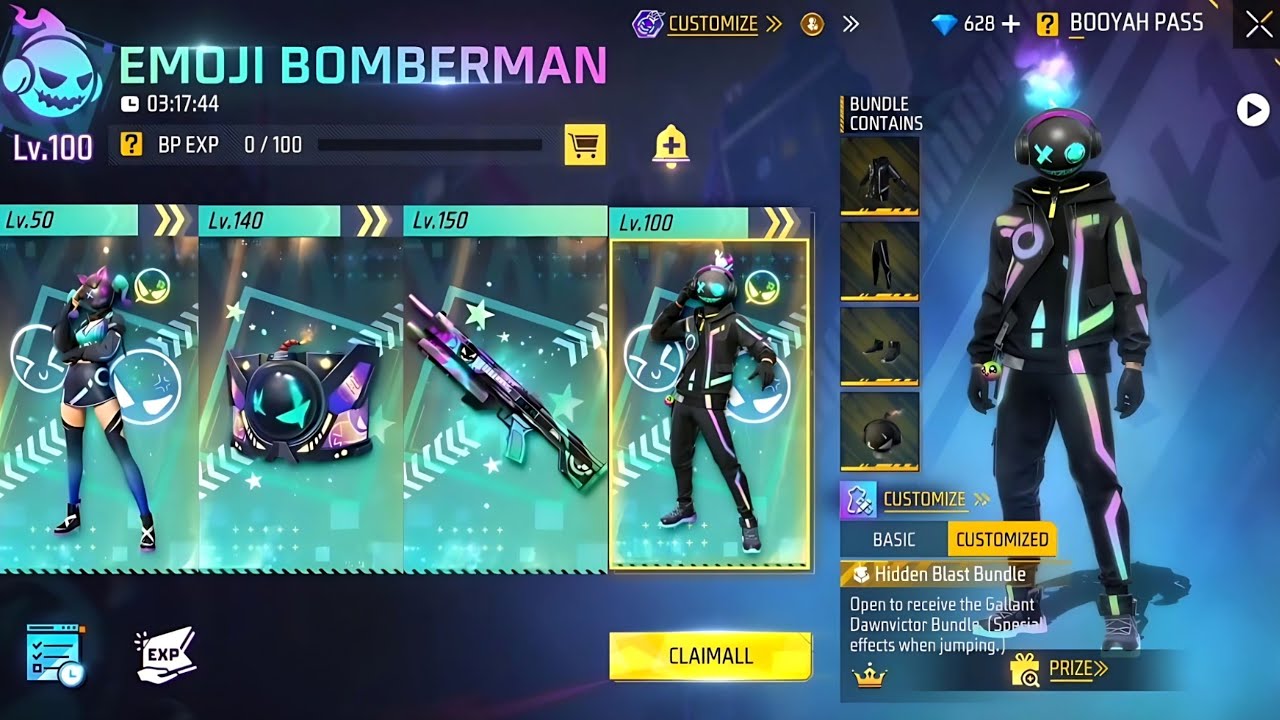 CUSTOMIZE
628
?
BOOYAH PASS
EMOJI BOMBERMAN
03:17:44
Lv.100
?
BP EXP
0 / 100
BUNDLE
CONTAINS
Lv.50
Lv.140
Lv.150
Lv.100
CUSTOMIZE
BASIC
CUSTOMIZED
Hidden Blast Bundle
Open to receive the Gallant
Dawnvictor Bundle. (Special
effects when jumping.)
EXP
CLAIMALL
PRIZE